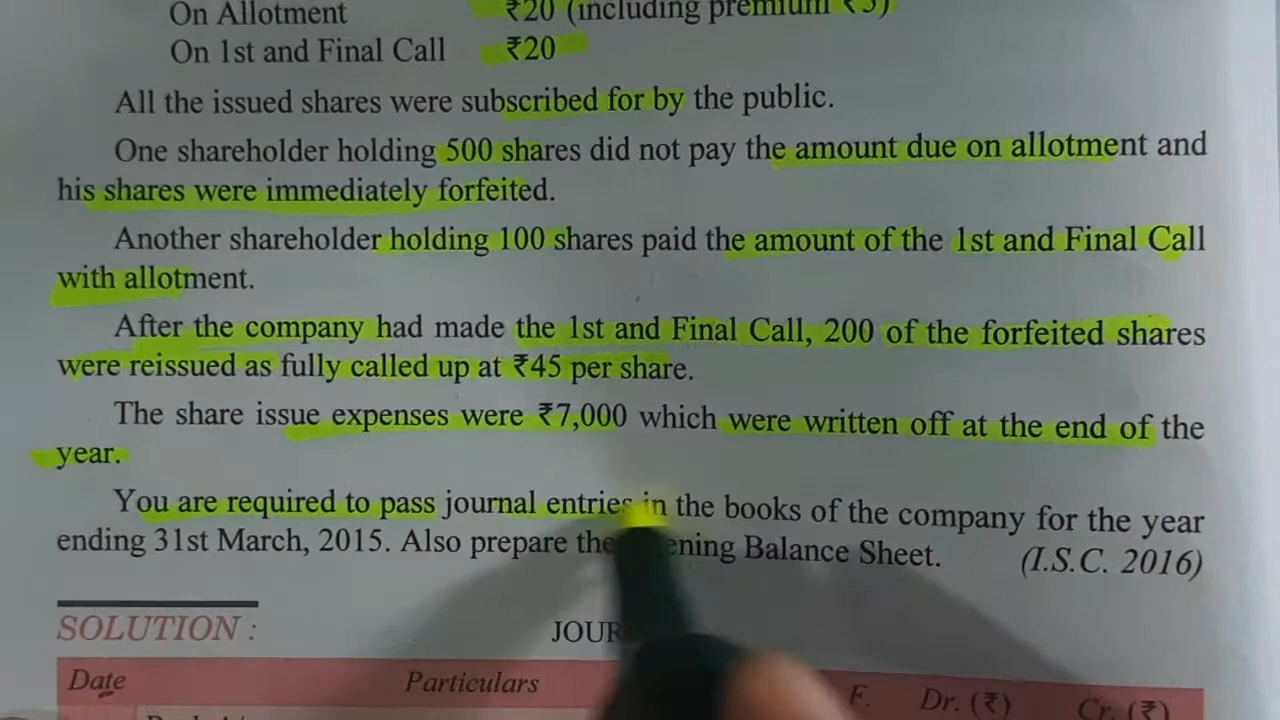 On Allotment ₹20 (including premium ₹5)
On 1st and Final Call ₹20
All the issued shares were subscribed for by the public.
One shareholder holding 500 shares did not pay the amount due on allotment and
his shares were immediately forfeited.
Another shareholder holding 100 shares paid the amount of the 1st and Final Call
with allotment.
After the company had made the 1st and Final Call, 200 of the forfeited shares
were reissued as fully called up at ₹45 per share.
The share issue expenses were ₹7,000 which were written off at the end of the
year.
You are required to pass journal entries in the books of the company for the year
ending 31st March, 2015. Also prepare the Balance Sheet. (I.S.C. 2016)
SOLUTION :
Date Particulars F. Dr. (₹) Cr. (₹)